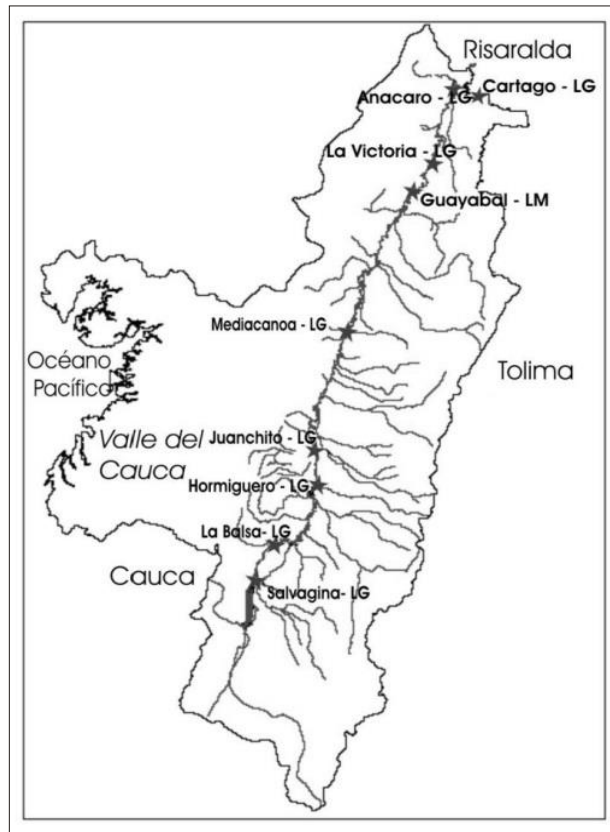 Risaralda
Cartago - LG
Anacaro - LG
La Victoria - LG
Guayabal - LM
Mediacanoa - LG
Océano
Pacífico
Tolima
Valle del
Cauca
Juanchito - LG
Hormiguero - LG
La Balsa- LG
Cauca
Salvagina- LG